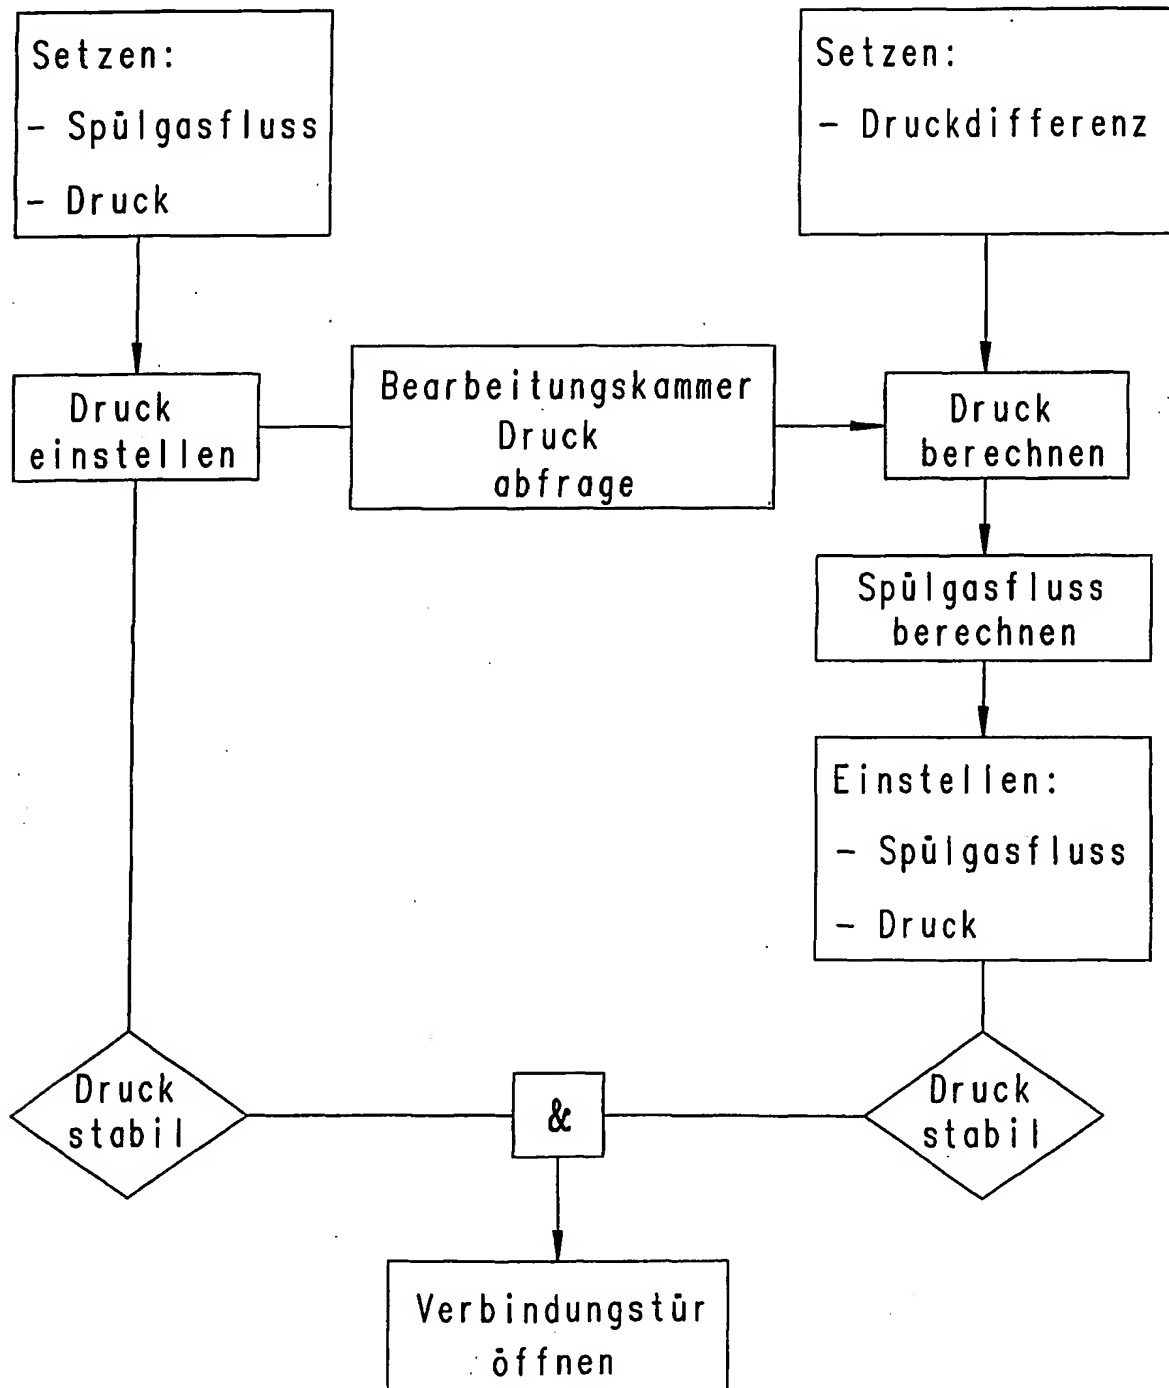 Setzen:
- Spülgasfluss
- Druck
Setzen:
- Druckdifferenz
Druck
einstellen
Bearbeitungskammer
Druck
abfrage
Druck
berechnen
Spülgasfluss
berechnen
Einstellen:
- Spülgasfluss
- Druck
Druck
stabil
&
Druck
stabil
Verbindungstür
öffnen